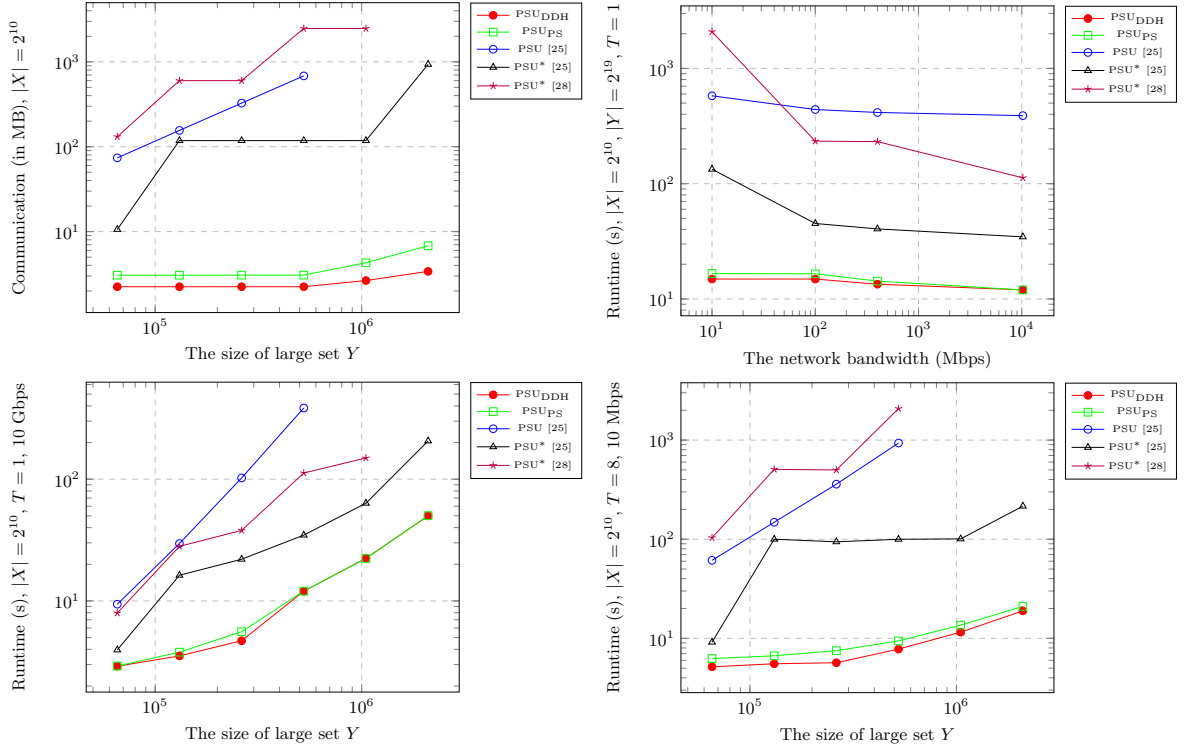 Communication (in MB), |X| = 2^10
10^3
10^2
10^1
10^5
10^6
The size of large set Y
PSU_DDH
PSU_PS
PSU [25]
PSU* [25]
PSU* [28]
Runtime (s), |X| = 2^10, |Y| = 2^19, T = 1
10^3
10^2
10^1
10^1
10^2
10^3
10^4
The network bandwidth (Mbps)
PSU_DDH
PSU_PS
PSU [25]
PSU* [25]
PSU* [28]
Runtime (s), |X| = 2^10, T = 1, 10 Gbps
10^2
10^1
10^5
10^6
The size of large set Y
PSU_DDH
PSU_PS
PSU [25]
PSU* [25]
PSU* [28]
Runtime (s), |X| = 2^10, T = 8, 10 Mbps
10^3
10^2
10^1
10^5
10^6
The size of large set Y
PSU_DDH
PSU_PS
PSU [25]
PSU* [25]
PSU* [28]